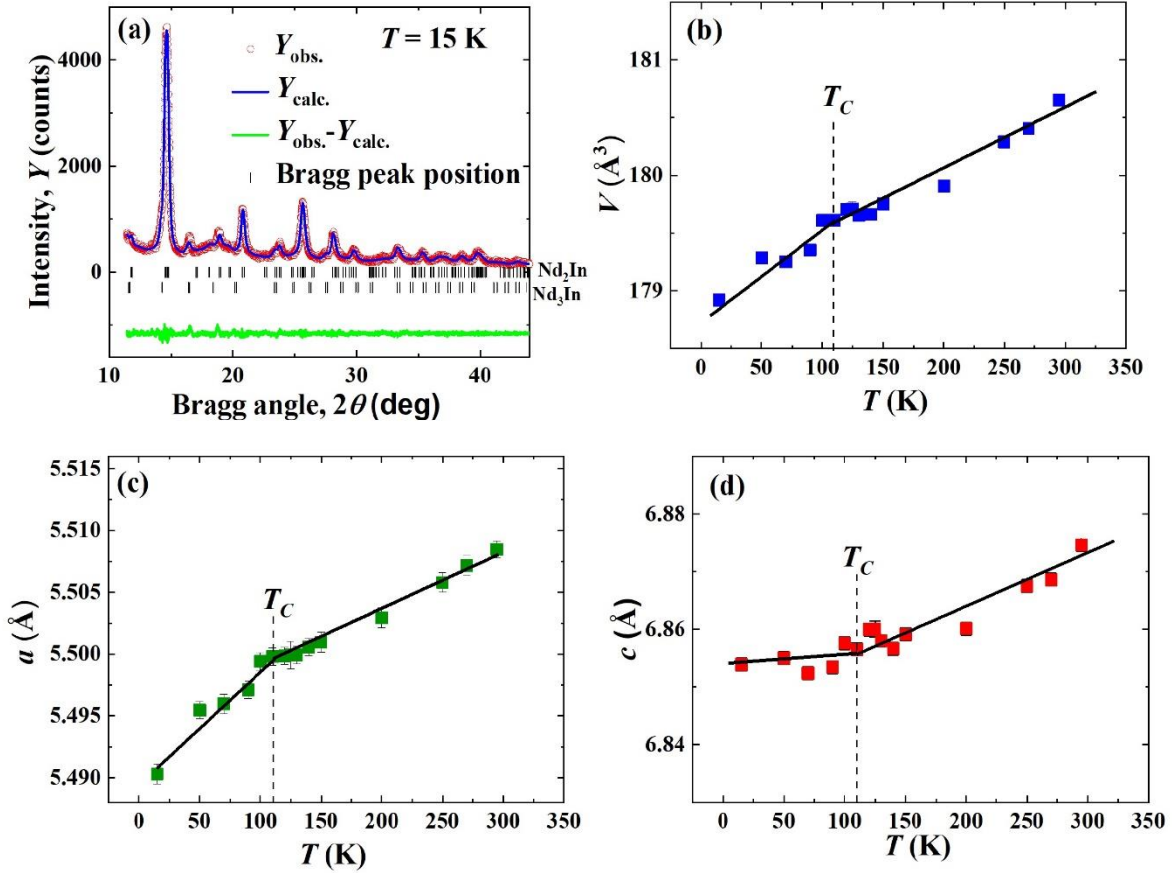 (a)
T = 15 K
Yobs.
Ycalc.
Yobs.-Ycalc.
Bragg peak position
Nd2In
Nd3In
4000
2000
0
Intensity, Y (counts)
10 20 30 40
Bragg angle, 2θ (deg)
(b)
TC
181
180
179
V (Å³)
0 50 100 150 200 250 300 350
T (K)
(c)
TC
5.515
5.510
5.505
5.500
5.495
5.490
a (Å)
0 50 100 150 200 250 300 350
T (K)
(d)
TC
6.88
6.86
6.84
c (Å)
0 50 100 150 200 250 300 350
T (K)